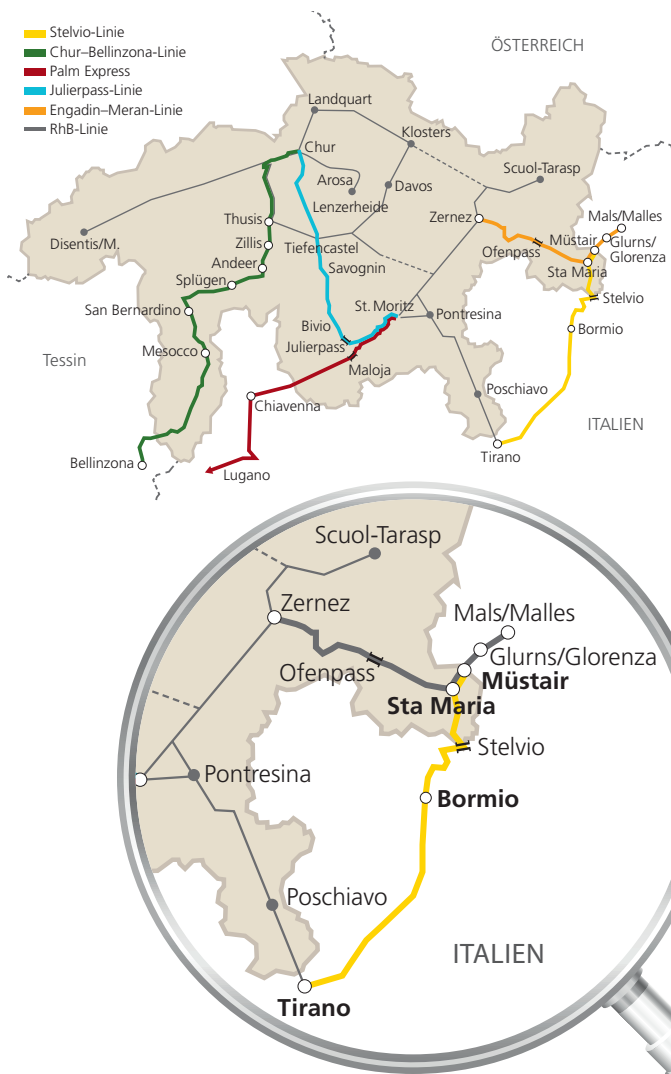 Stelvio-Linie
Chur–Bellinzona-Linie
Palm Express
Julierpass-Linie
Engadin–Meran-Linie
RhB-Linie
ÖSTERREICH
Landquart
Klosters
Chur
Scuol-Tarasp
Arosa
Davos
Lenzerheide
Mals/Malles
Zernez
Thusis
Müstair
Glurns/
Glorenza
Disentis/M.
Zillis
Tiefencastel
Ofenpass
Andeer
Savognin
Sta Maria
Splügen
Stelvio
San Bernardino
St. Moritz
Pontresina
Bivio
Bormio
Julierpass
Mesocco
Tessin
Maloja
Poschiavo
Chiavenna
ITALIEN
Tirano
Bellinzona
Lugano
Scuol-Tarasp
Zernez
Mals/Malles
Glurns/Glorenza
Ofenpass
Müstair
Sta Maria
Stelvio
Pontresina
Bormio
Poschiavo
ITALIEN
Tirano